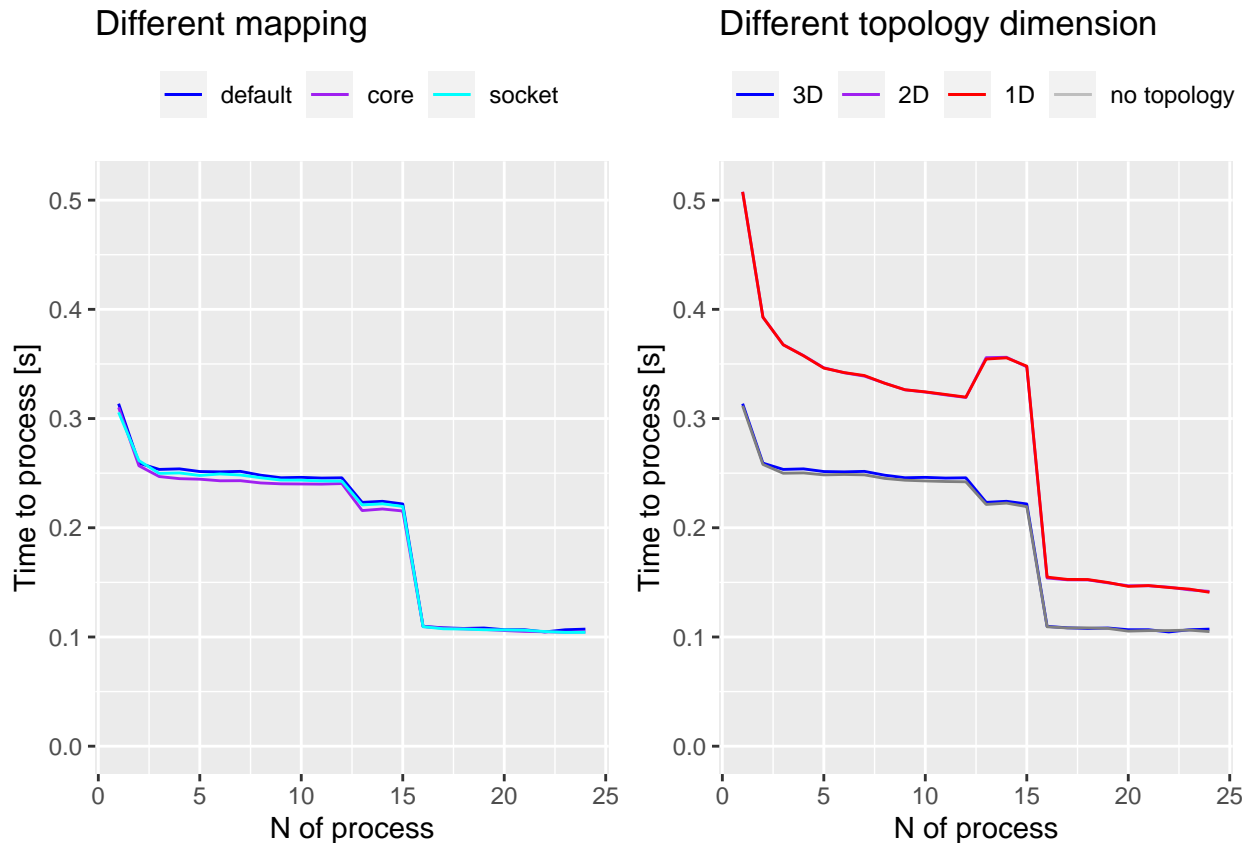 Different mapping
default core socket
Time to process [s]
0.5
0.4
0.3
0.2
0.1
0.0
0 5 10 15 20 25
N of process
Different topology dimension
3D 2D 1D no topology
Time to process [s]
0.5
0.4
0.3
0.2
0.1
0.0
0 5 10 15 20 25
N of process